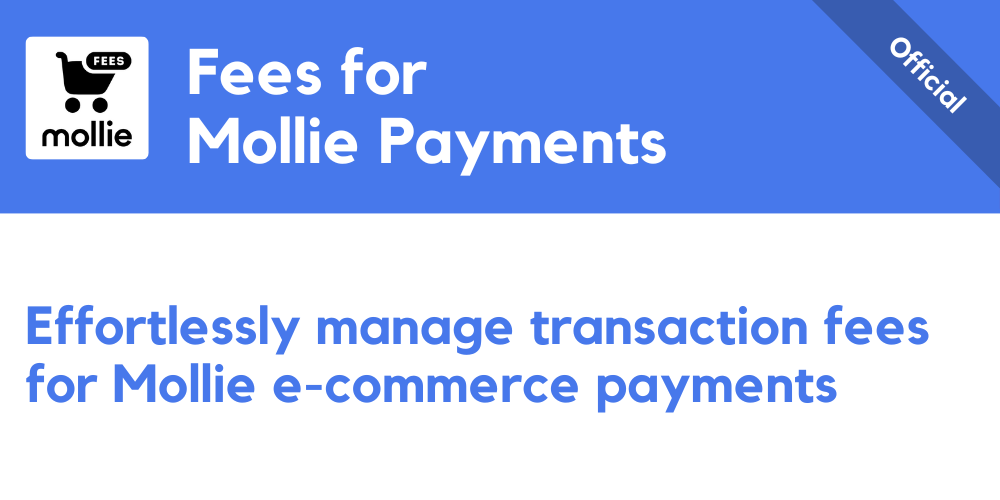 FEES
mollie
Fees for
Mollie Payments
Official
Effortlessly manage transaction fees
for Mollie e-commerce payments